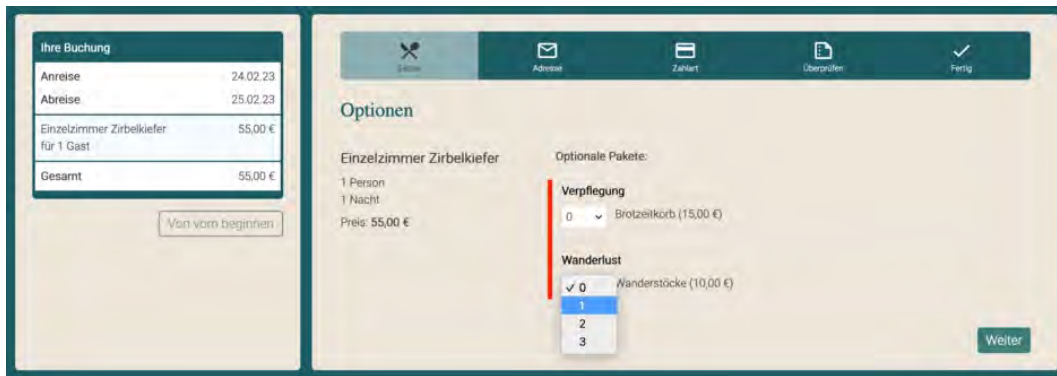 Ihre Buchung
Anreise 24.02.23
Abreise 25.02.23
Einzelzimmer Zirbelkiefer 55,00 €
für 1 Gast
Gesamt 55,00 €
Von vorn beginnen
Adresse Zahlart Überprüfen Fertig
Optionen
Einzelzimmer Zirbelkiefer
1 Person
1 Nacht
Preis: 55,00 €
Optionale Pakete:
Verpflegung
0 Brotzeitkorb (15,00 €)
Wanderlust
✓ 0 Wanderstöcke (10,00 €)
1
2
3
Weiter